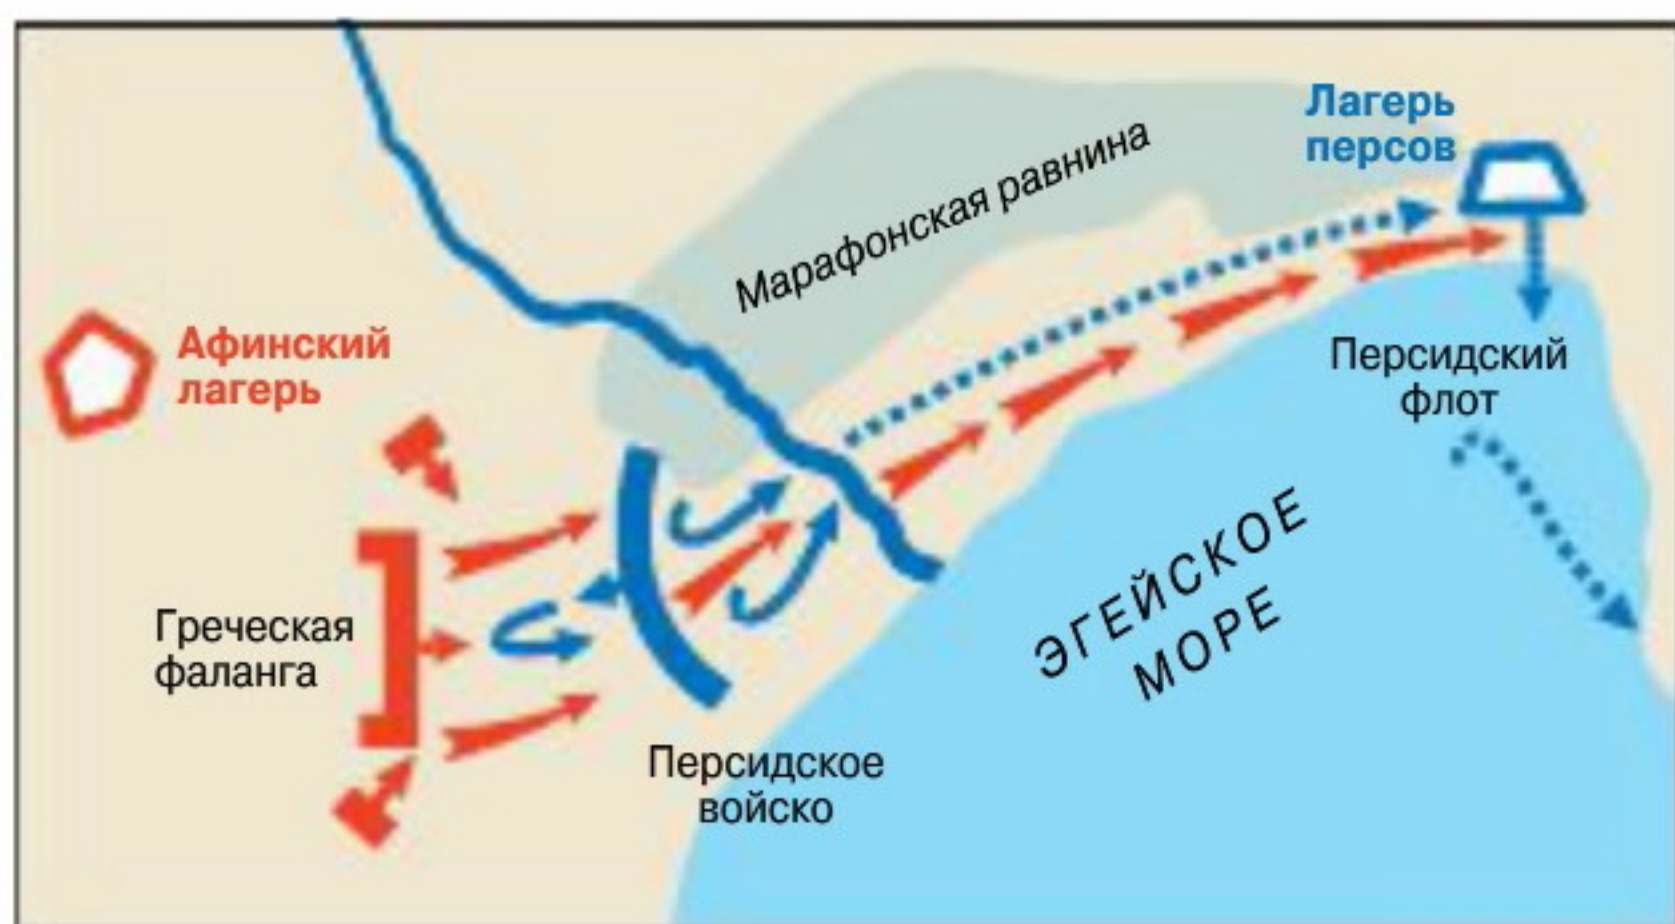 Лагерь
персов
Марафонская равнина
Афинский
лагерь
Персидский
флот
ЭГЕЙСКОЕ
МОРЕ
Греческая
фаланга
Персидское
войско